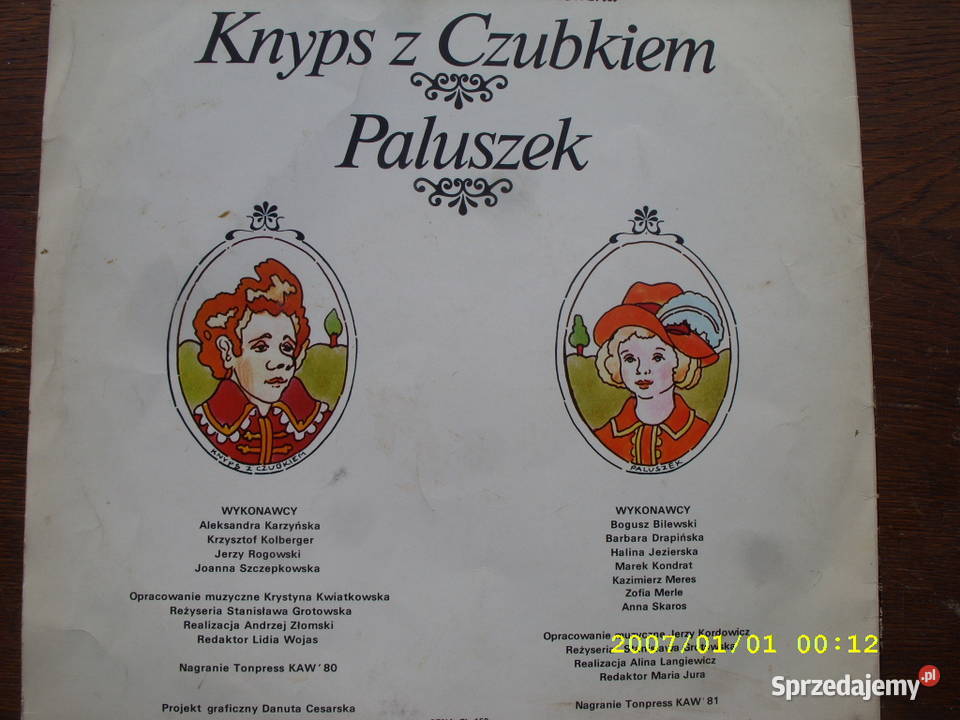 Knyps z Czubkiem
Paluszek
KNYPS Z CZUBKIEM
PALUSZEK
WYKONAWCY
Aleksandra Karzyńska
Krzysztof Kolberger
Jerzy Rogowski
Joanna Szczepkowska
Opracowanie muzyczne Krystyna Kwiatkowska
Reżyseria Stanisława Grotowska
Realizacja Andrzej Złomski
Redaktor Lidia Wojas
Nagranie Tonpress KAW'80
Projekt graficzny Danuta Cesarska
WYKONAWCY
Bogusz Bilewski
Barbara Drapińska
Halina Jezierska
Marek Kondrat
Kazimierz Meres
Zofia Merle
Anna Skaros
Opracowanie muzyczne Jerzy Kordowicz
Reżyseria Stanisława Grotowska
Realizacja Alina Langiewicz
Redaktor Maria Jura
Nagranie Tonpress KAW'81
2007/01/01 00:12
Sprzedajemy.pl